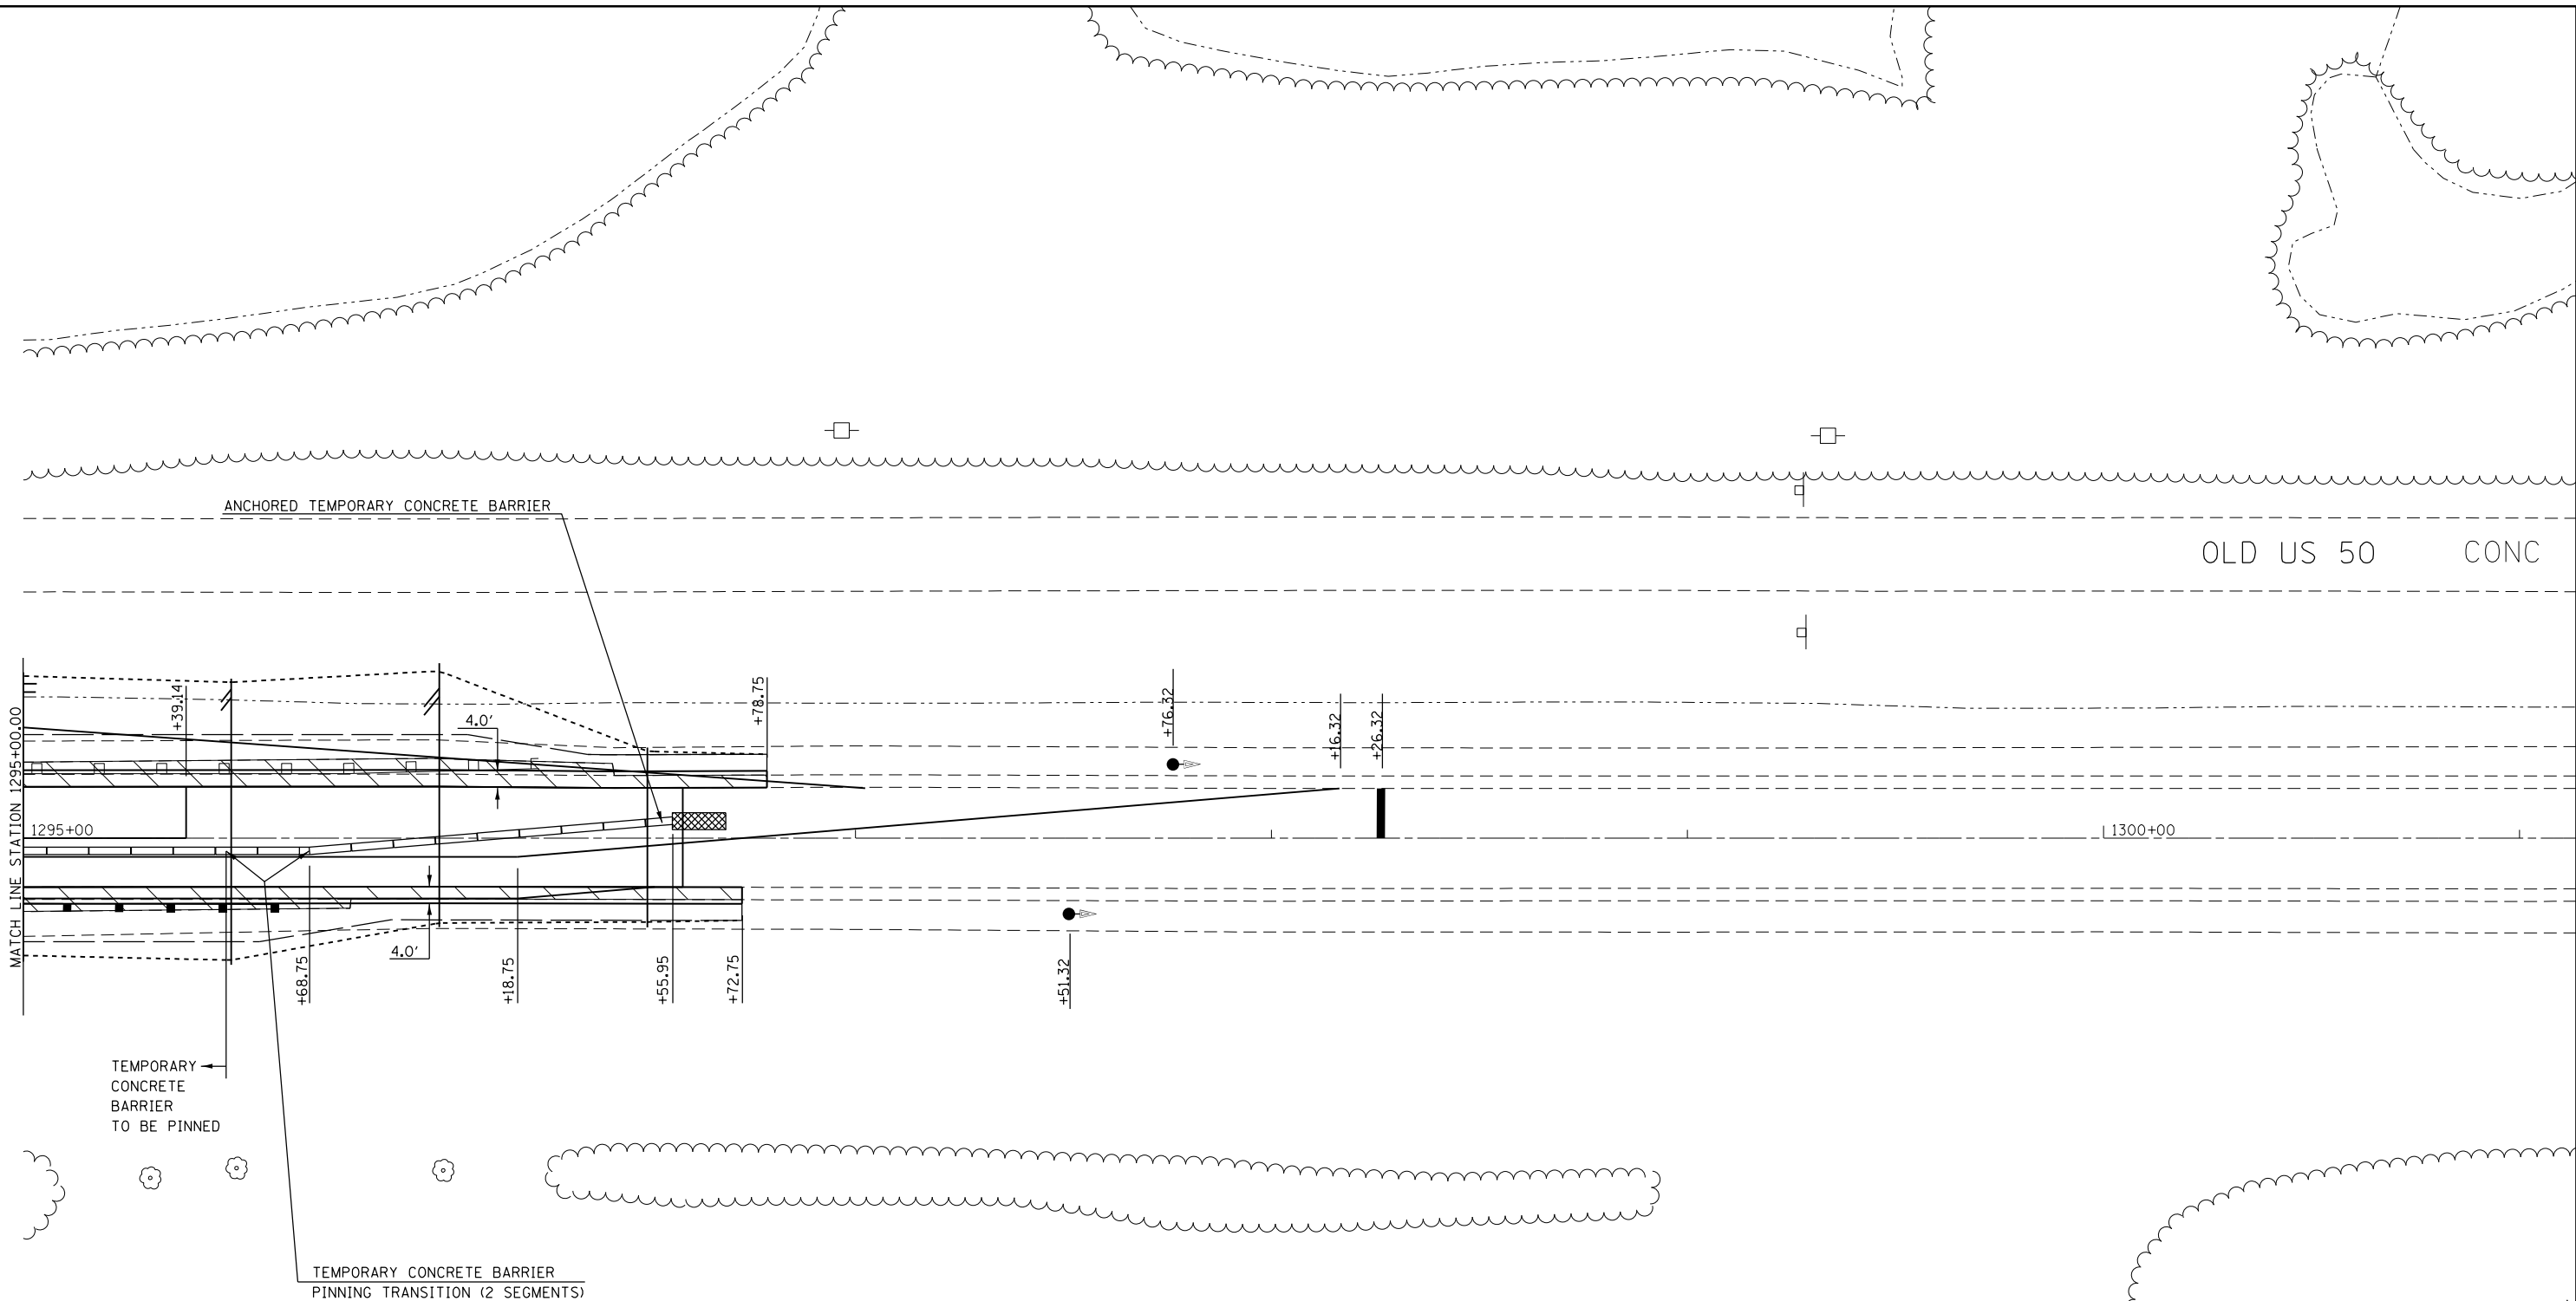 ANCHORED TEMPORARY CONCRETE BARRIER
OLD US 50 CONC
+39.14
+78.75
+76.32
+16.32
+26.32
4.0'
MATCH LINE STATION 1295+00.00
1295+00
1300+00
4.0'
+68.75
+18.75
+55.95
+72.75
+51.32
TEMPORARY
CONCRETE
BARRIER
TO BE PINNED
TEMPORARY CONCRETE BARRIER
PINNING TRANSITION (2 SEGMENTS)